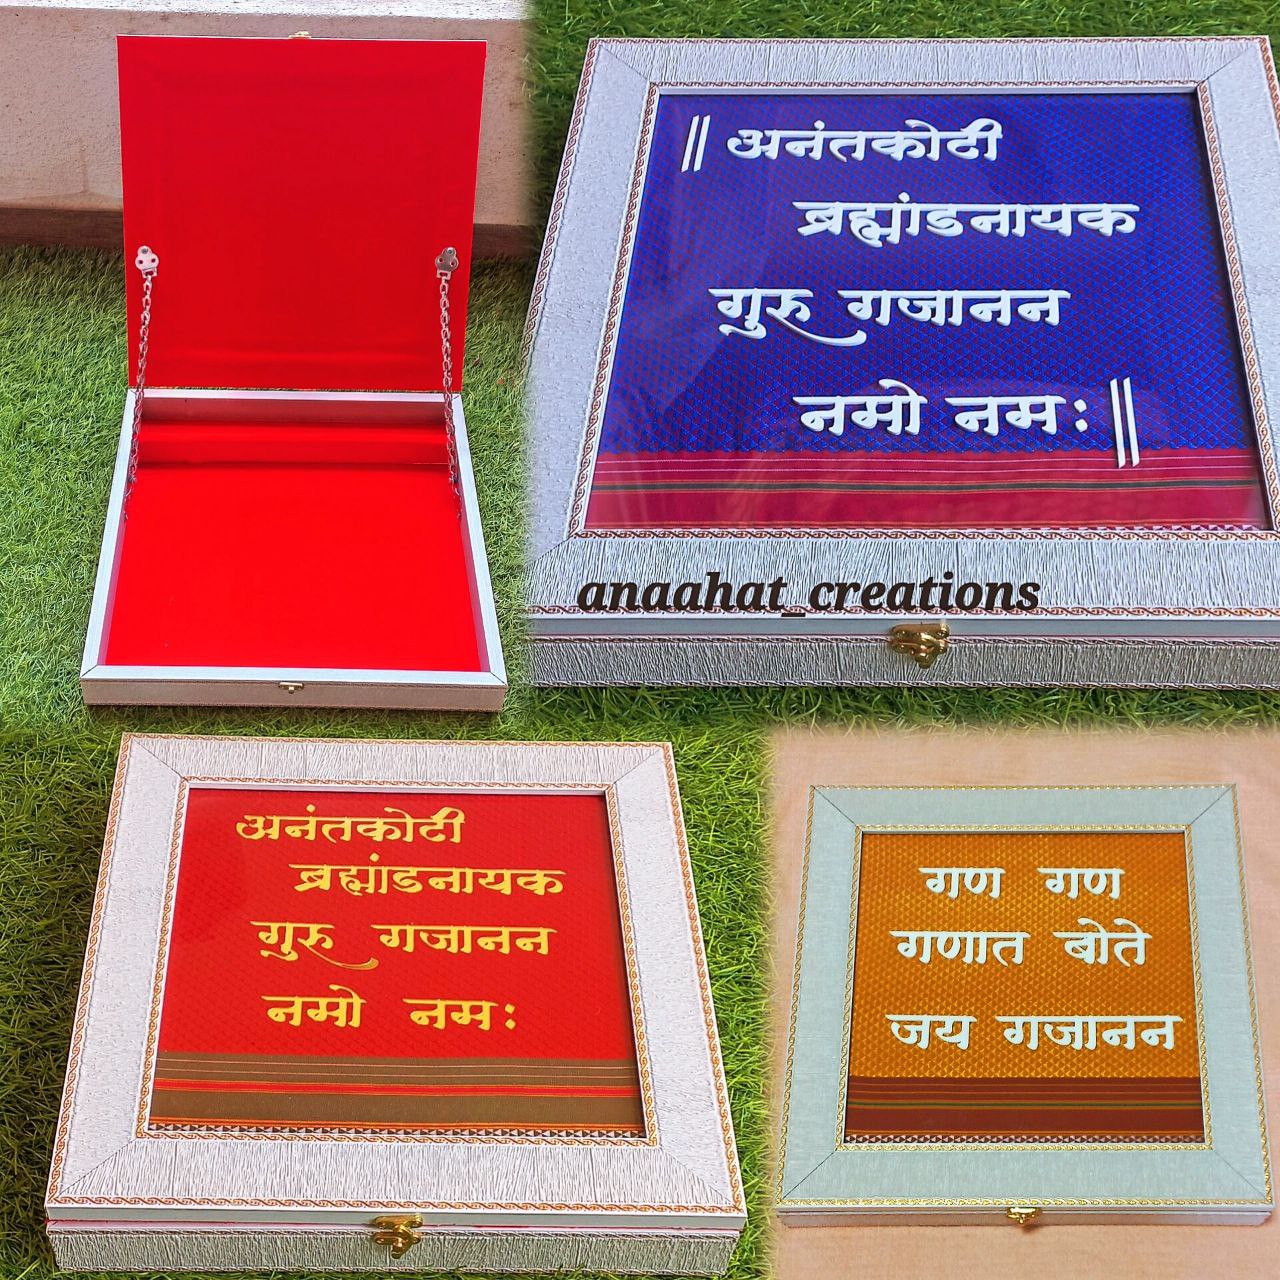 ॥ अनंतकोटी
ब्रह्मांडनायक
गुरु गजानन
नमो नमः ॥
anaahat_creations
अनंतकोटी
ब्रह्मांडनायक
गुरु गजानन
नमो नमः
गण गण
गणात बोते
जय गजानन